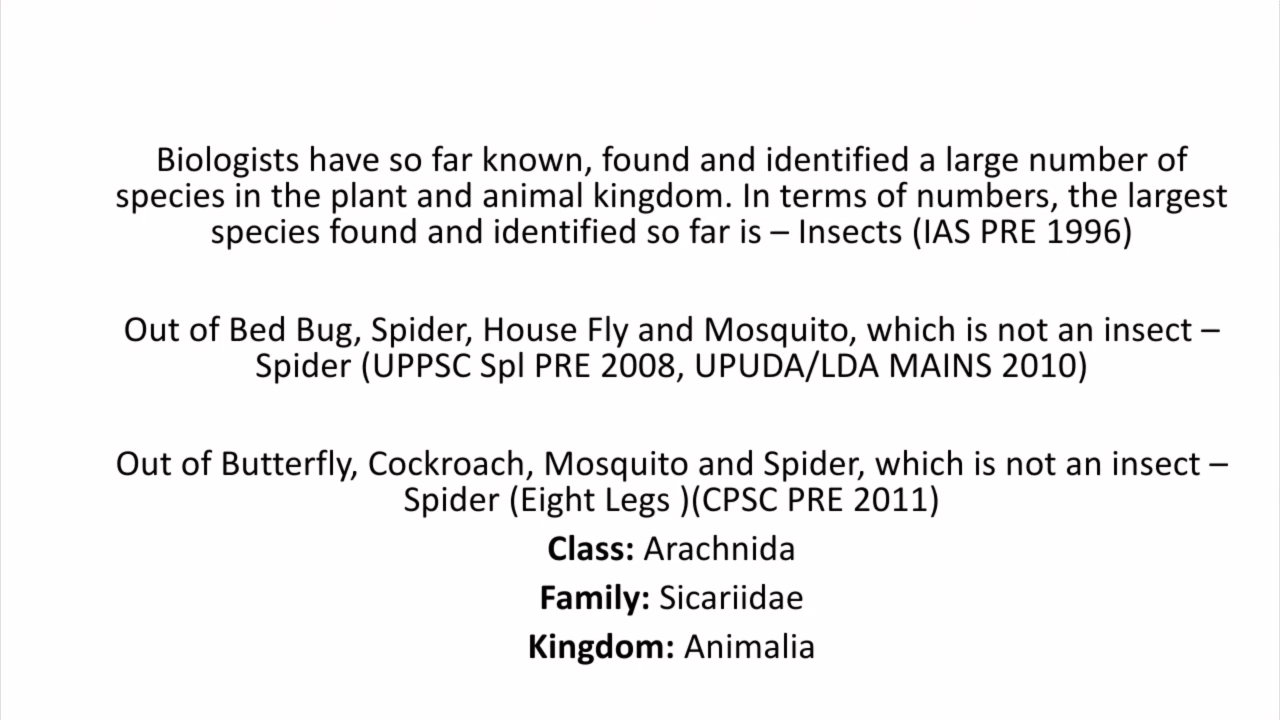 Biologists have so far known, found and identified a large number of
species in the plant and animal kingdom. In terms of numbers, the largest
species found and identified so far is – Insects (IAS PRE 1996)
Out of Bed Bug, Spider, House Fly and Mosquito, which is not an insect –
Spider (UPPSC Spl PRE 2008, UPUDA/LDA MAINS 2010)
Out of Butterfly, Cockroach, Mosquito and Spider, which is not an insect –
Spider (Eight Legs )(CPSC PRE 2011)
Class: Arachnida
Family: Sicariidae
Kingdom: Animalia